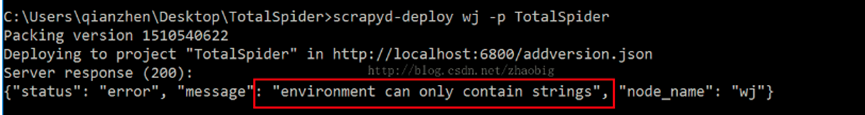 C:\Users\qianzhen\Desktop\TotalSpider>scrapyd-deploy wj -p TotalSpider
Packing version 1510540622
Deploying to project "TotalSpider" in http://localhost:6800/addversion.json
Server response (200):
http://blog.csdn.net/zhaobig
{"status": "error", "message": "environment can only contain strings", "node_name": "wj"}